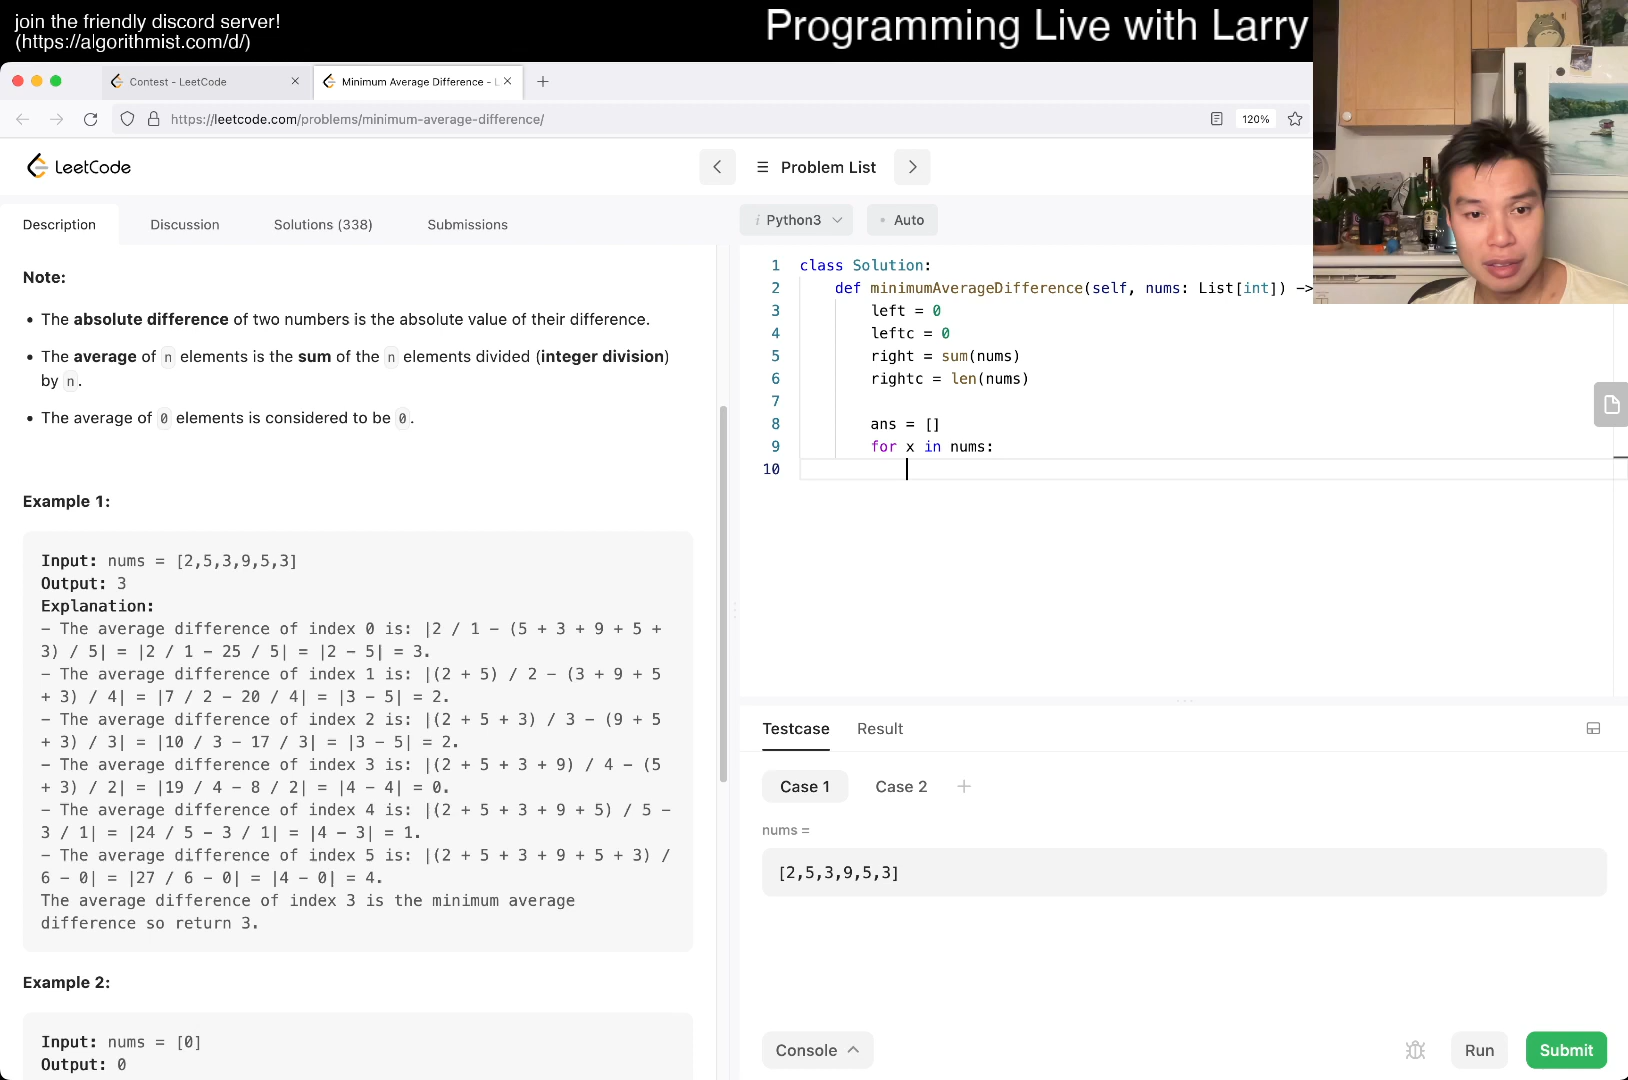 join the friendly discord server!
(https://algorithmist.com/d/)
Programming Live with Larry
Contest - LeetCode
Minimum Average Difference - L
https://leetcode.com/problems/minimum-average-difference/
120%
LeetCode
Problem List
Description
Discussion
Solutions (338)
Submissions
i Python3
Auto
Note:
• The absolute difference of two numbers is the absolute value of their difference.
• The average of n elements is the sum of the n elements divided (integer division)
by n.
• The average of 0 elements is considered to be 0.
Example 1:
Input: nums = [2,5,3,9,5,3]
Output: 3
Explanation:
- The average difference of index 0 is: |2 / 1 - (5 + 3 + 9 + 5 +
3) / 5| = |2 / 1 - 25 / 5| = |2 - 5| = 3.
- The average difference of index 1 is: |(2 + 5) / 2 - (3 + 9 + 5
+ 3) / 4| = |7 / 2 - 20 / 4| = |3 - 5| = 2.
- The average difference of index 2 is: |(2 + 5 + 3) / 3 - (9 + 5
+ 3) / 3| = |10 / 3 - 17 / 3| = |3 - 5| = 2.
- The average difference of index 3 is: |(2 + 5 + 3 + 9) / 4 - (5
+ 3) / 2| = |19 / 4 - 8 / 2| = |4 - 4| = 0.
- The average difference of index 4 is: |(2 + 5 + 3 + 9 + 5) / 5 -
3 / 1| = |24 / 5 - 3 / 1| = |4 - 3| = 1.
- The average difference of index 5 is: |(2 + 5 + 3 + 9 + 5 + 3) /
6 - 0| = |27 / 6 - 0| = |4 - 0| = 4.
The average difference of index 3 is the minimum average
difference so return 3.
Example 2:
Input: nums = [0]
Output: 0
1 class Solution:
2 def minimumAverageDifference(self, nums: List[int]) ->
3 left = 0
4 leftc = 0
5 right = sum(nums)
6 rightc = len(nums)
7
8 ans = []
9 for x in nums:
10
Testcase
Result
Case 1
Case 2
nums =
[2,5,3,9,5,3]
Console
Run
Submit